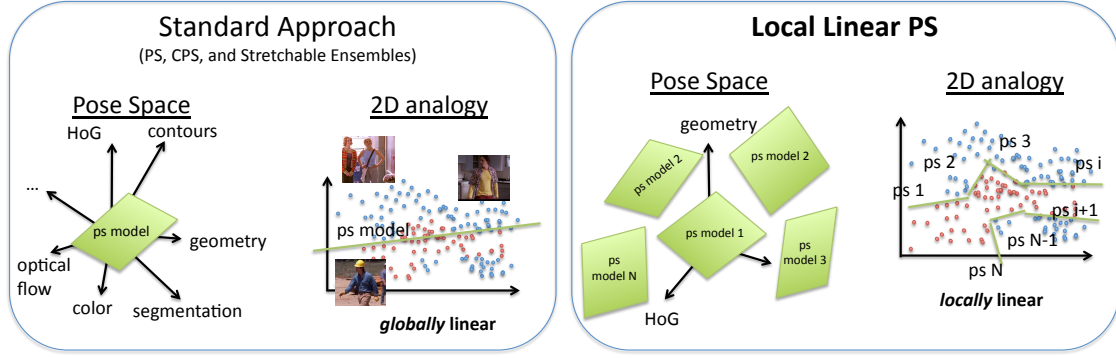 Standard Approach
(PS, CPS, and Stretchable Ensembles)
Pose Space
HoG
contours
...
ps model
geometry
optical
flow
color
segmentation
2D analogy
ps model
globally linear
Local Linear PS
Pose Space
geometry
ps model 2
ps model 2
ps model 1
ps
model N
ps
model 3
HoG
2D analogy
ps 3
ps 2
ps i
ps 1
ps i+1
ps N-1
ps N
locally linear